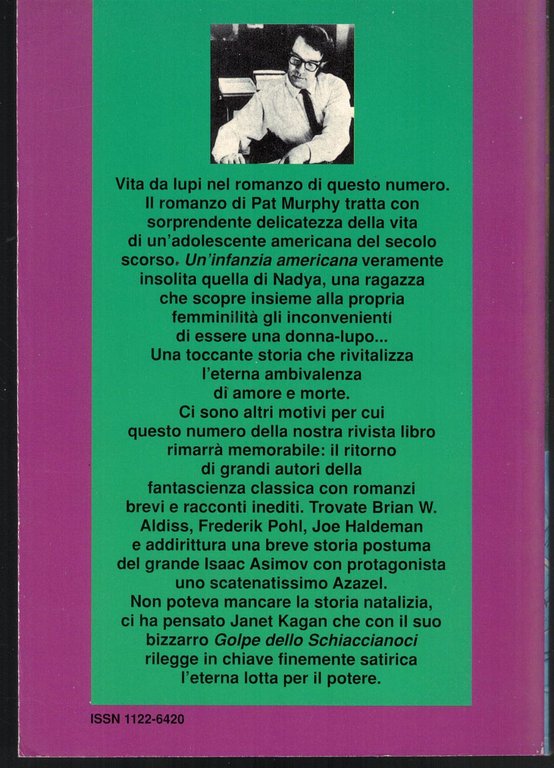 Vita da lupi nel romanzo di questo numero.
Il romanzo di Pat Murphy tratta con
sorprendente delicatezza della vita
di un'adolescente americana del secolo
scorso. Un'infanzia americana veramente
insolita quella di Nadya, una ragazza
che scopre insieme alla propria
femminilità gli inconvenienti
di essere una donna-lupo...
Una toccante storia che rivitalizza
l'eterna ambivalenza
di amore e morte.
Ci sono altri motivi per cui
questo numero della nostra rivista libro
rimarrà memorabile: il ritorno
di grandi autori della
fantascienza classica con romanzi
brevi e racconti inediti. Trovate Brian W.
Aldiss, Frederik Pohl, Joe Haldeman
e addirittura una breve storia postuma
del grande Isaac Asimov con protagonista
uno scatenatissimo Azazel.
Non poteva mancare la storia natalizia,
ci ha pensato Janet Kagan che con il suo
bizzarro Golpe dello Schiaccianoci
rilegge in chiave finemente satirica
l'eterna lotta per il potere.
ISSN 1122-6420